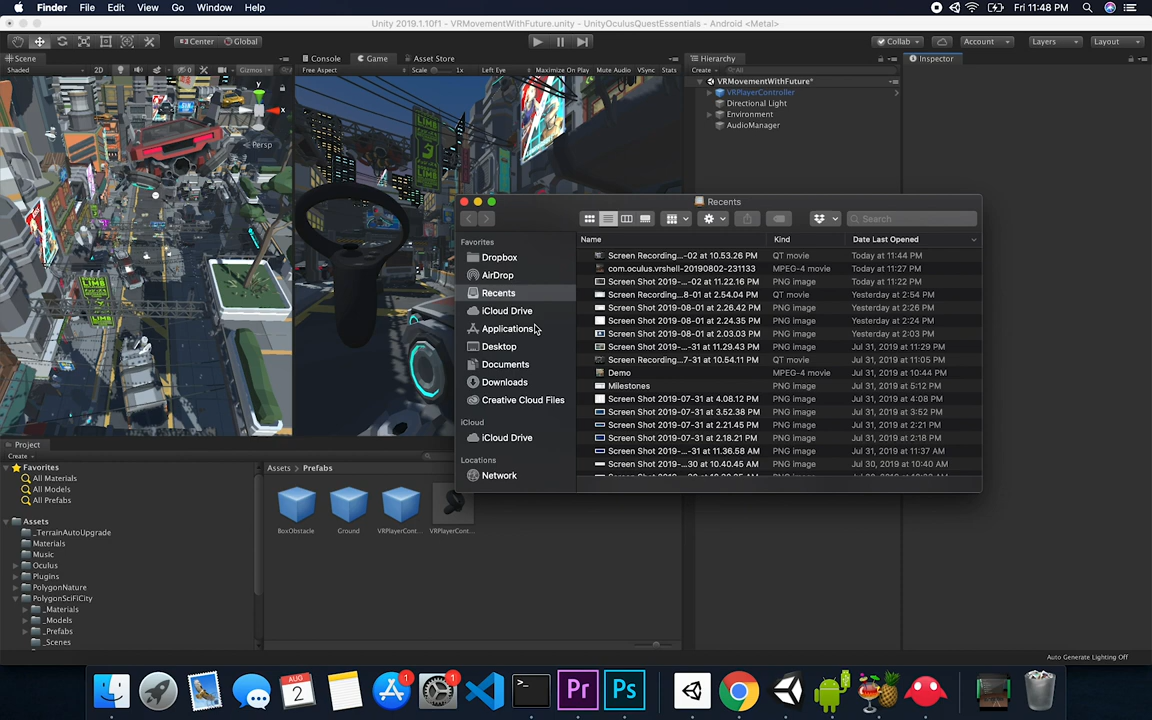 Finder File Edit View Go Window Help
Fri 11:48 PM
Unity 2019.1.10f1 - VRMovementWithFuture.unity - UnityOculusQuestEssentials - Android <Metal>
Center Global
Collab Account Layers Layout
Scene
Console Game Asset Store
Hierarchy
Inspector
Shaded 2D Gizmos
Free Aspect Scale 1x Left Eye Maximize On Play Mute Audio VSync Stats
Create All
VRMovementWithFuture*
VRPlayerController
Directional Light
Environment
AudioManager
y
x
Persp
Recents
Search
Favorites
Dropbox
AirDrop
Recents
iCloud Drive
Applications
Desktop
Documents
Downloads
Creative Cloud Files
iCloud
iCloud Drive
Locations
Network
Name Kind Date Last Opened
Screen Recording...-02 at 10.53.26 PM QT movie Today at 11:44 PM
com.oculus.vrshell-20190802-231133 MPEG-4 movie Today at 11:27 PM
Screen Shot 2019-...-02 at 11.22.16 PM PNG image Today at 11:22 PM
Screen Recording...8-01 at 2.54.04 PM QT movie Yesterday at 2:54 PM
Screen Shot 2019-08-01 at 2.26.42 PM PNG image Yesterday at 2:26 PM
Screen Shot 2019-08-01 at 2.24.35 PM PNG image Yesterday at 2:24 PM
Screen Shot 2019-08-01 at 2.03.03 PM PNG image Yesterday at 2:03 PM
Screen Shot 2019-...-31 at 11.29.43 PM PNG image Jul 31, 2019 at 11:29 PM
Screen Recording...7-31 at 10.54.11 PM QT movie Jul 31, 2019 at 11:05 PM
Demo MPEG-4 movie Jul 31, 2019 at 10:44 PM
Milestones PNG image Jul 31, 2019 at 5:12 PM
Screen Shot 2019-07-31 at 4.08.12 PM PNG image Jul 31, 2019 at 4:08 PM
Screen Shot 2019-07-31 at 3.52.38 PM PNG image Jul 31, 2019 at 3:52 PM
Screen Shot 2019-07-31 at 2.21.45 PM PNG image Jul 31, 2019 at 2:21 PM
Screen Shot 2019-07-31 at 2.18.21 PM PNG image Jul 31, 2019 at 2:18 PM
Screen Shot 2019-...-31 at 11.36.58 AM PNG image Jul 31, 2019 at 11:37 AM
Screen Shot 2019-...30 at 10.40.45 AM PNG image Jul 30, 2019 at 10:40 AM
Project
Create
Favorites
All Materials
All Models
All Prefabs
Assets
_TerrainAutoUpgrade
Materials
Music
Oculus
Plugins
PolygonNature
PolygonSciFiCity
_Materials
_Models
_Prefabs
_Scenes
Assets > Prefabs
BoxObstacle Ground VRPlayerCont... VRPlayerCont...
Auto Generate Lighting Off
AUG
2
1
1
Pr
Ps